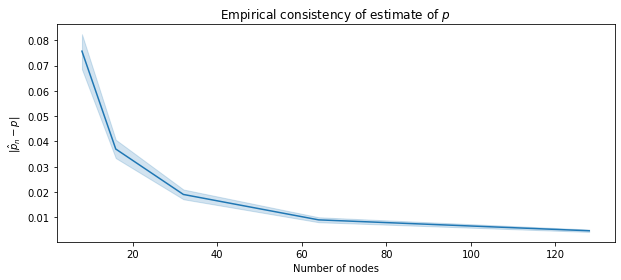 Empirical consistency of estimate of p
0.08
0.07
0.06
0.05
0.04
0.03
0.02
0.01
|p̂ₙ − p|
20 40 60 80 100 120
Number of nodes